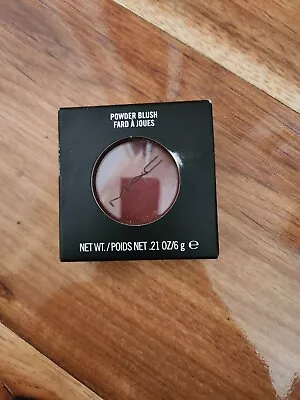 POWDER BLUSH
FARD À JOUES
MAC
NET WT./POIDS NET .21 OZ/6 g ℮